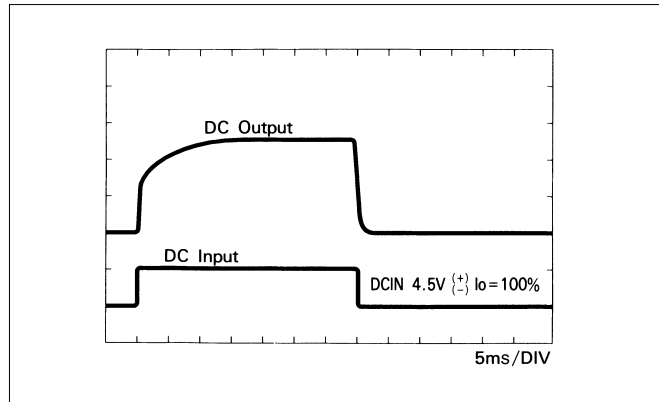 DC Output
DC Input
DCIN 4.5V (+)(-) Io=100%
5ms/DIV